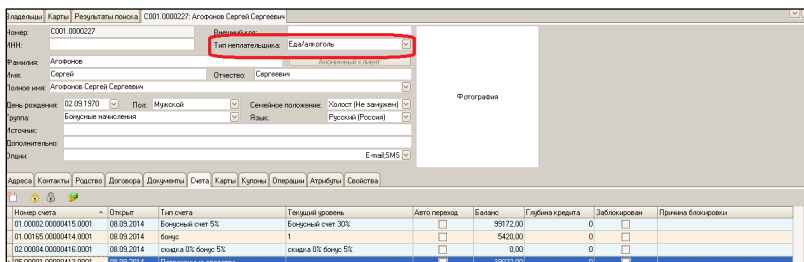 Владельцы Карты Результаты поиска С001.0000227: Агофонов Сергей Сергеевич
Номер: С001.0000227 Внешний код:
ИНН: Тип неплательщика: Еда/алкоголь
Фамилия: Агофонов Анонимный клиент
Имя: Сергей Отчество: Сергеевич
Полное имя: Агофонов Сергей Сергеевич
Фотография
День рождения: 02.09.1970 Пол: Мужской Семейное положение: Холост (Не замужем)
Группа: Бонусные начисления Язык: Русский (Россия)
Источник:
Дополнительно:
Опции: E-mail;SMS
Адреса Контакты Родство Договора Документы Счета Карты Купоны Операции Атрибуты Свойства
Номер счета Открыт Тип счета Текущий уровень Авто переход Баланс Глубина кредита Заблокирован Причина блокировки
01.00002.00000415.0001 08.09.2014 Бонусный счет 5% Бонусный счет 30% 99172,00 0
01.00165.00000414.0001 08.09.2014 бонус 1 5420,00 0
02.00004.00000416.0001 08.09.2014 скидка 0% бонус 5% скидка 0% бонус 5% 0,00 0